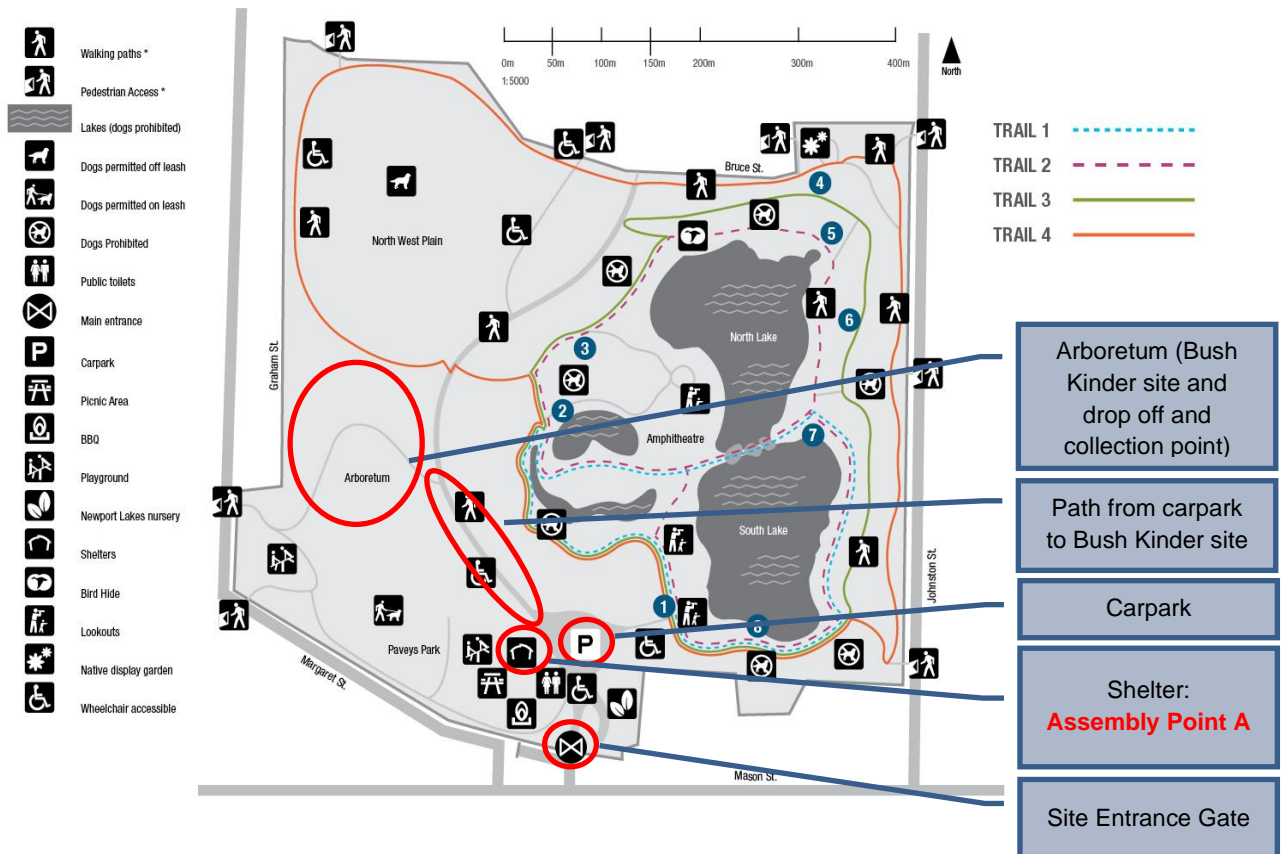 Walking paths *
Pedestrian Access *
Lakes (dogs prohibited)
Dogs permitted off leash
Dogs permitted on leash
Dogs Prohibited
Public toilets
Main entrance
P
Carpark
Picnic Area
BBQ
Playground
Newport Lakes nursery
Shelters
Bird Hide
Lookouts
Native display garden
Wheelchair accessible
0m 50m 100m 150m 200m 300m 400m
1:5000
North
TRAIL 1
TRAIL 2
TRAIL 3
TRAIL 4
Bruce St.
4
5
North West Plain
6
North Lake
3
Graham St.
2
Amphitheatre
7
Arboretum
South Lake
Johnston St.
1
8
P
Paveys Park
Margaret St.
Mason St.
Arboretum (Bush
Kinder site and
drop off and
collection point)
Path from carpark
to Bush Kinder site
Carpark
Shelter:
Assembly Point A
Site Entrance Gate